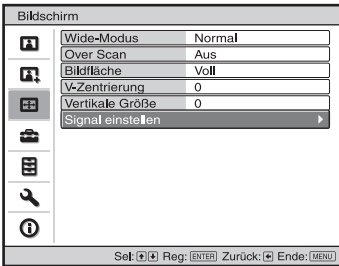 Bildschirm
Wide-Modus Normal
Over Scan Aus
Bildfläche Voll
V-Zentrierung 0
Vertikale Größe 0
Signal einstellen
Sel: Reg: ENTER Zurück: Ende: MENU